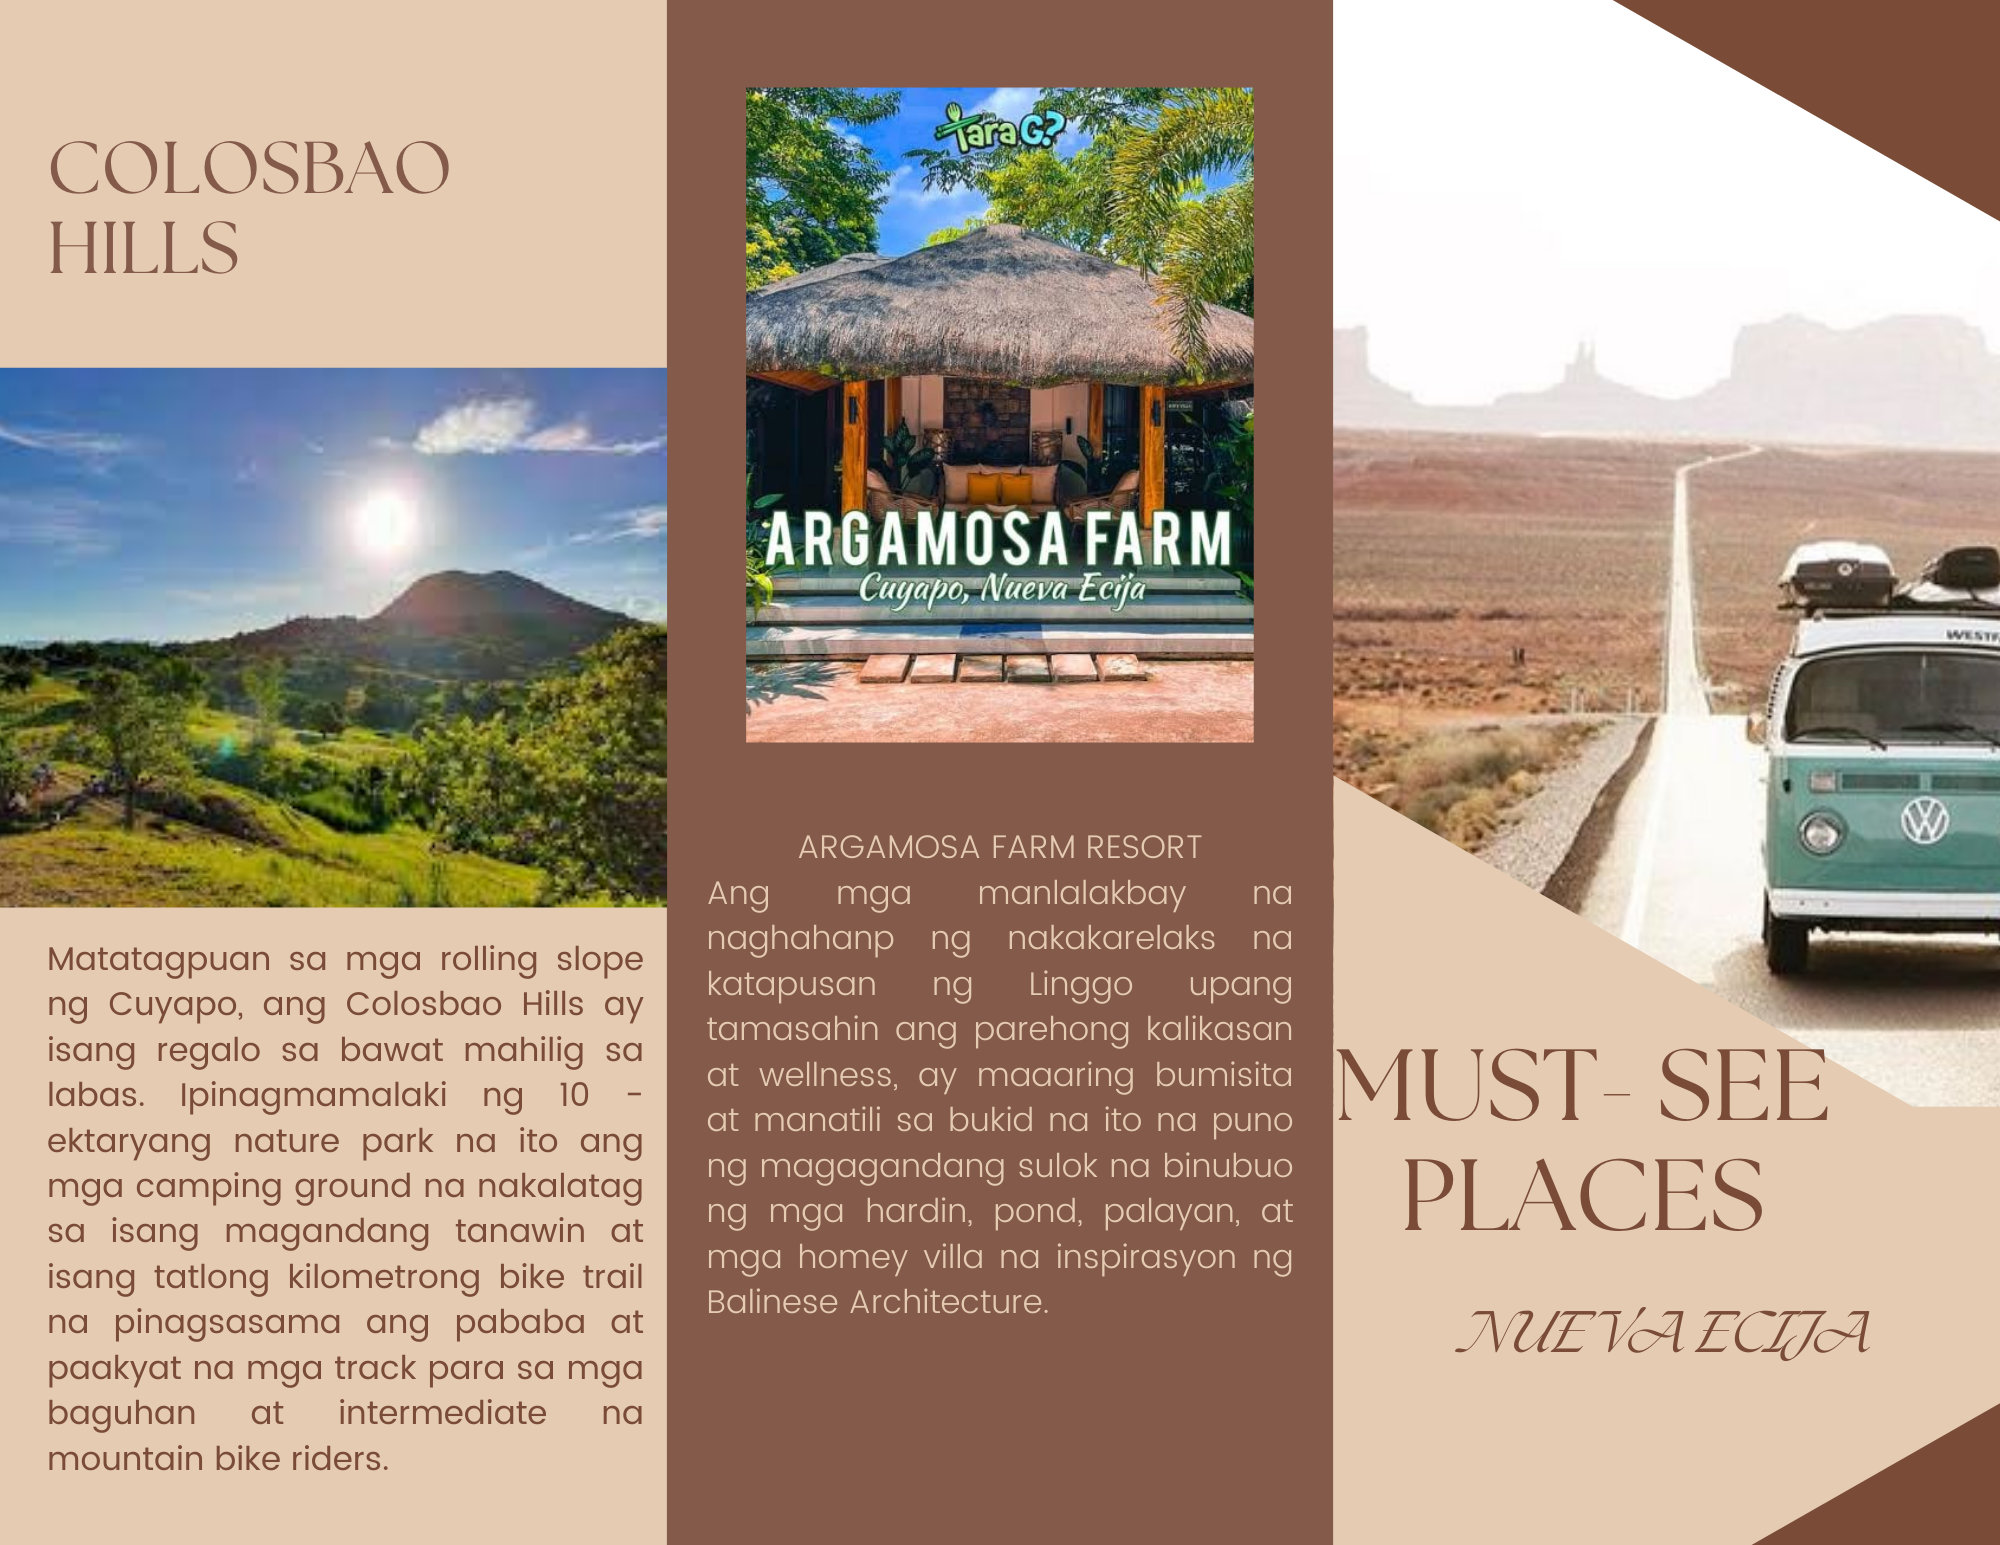 COLOSBAO
HILLS
Matatagpuan sa mga rolling slope
ng Cuyapo, ang Colosbao Hills ay
isang regalo sa bawat mahilig sa
labas. Ipinagmamalaki ng 10 -
ektaryang nature park na ito ang
mga camping ground na nakalatag
sa isang magandang tanawin at
isang tatlong kilometrong bike trail
na pinagsasama ang pababa at
paakyat na mga track para sa mga
baguhan at intermediate na
mountain bike riders.
Tara G?
ARGAMOSA FARM
Cuyapo, Nueva Ecija
ARGAMOSA FARM RESORT
Ang mga manlalakbay na
naghahanp ng nakakarelaks na
katapusan ng Linggo upang
tamasahin ang parehong kalikasan
at wellness, ay maaaring bumisita
at manatili sa bukid na ito na puno
ng magagandang sulok na binubuo
ng mga hardin, pond, palayan, at
mga homey villa na inspirasyon ng
Balinese Architecture.
WESTF
MUST- SEE
PLACES
NUEVA ECIJA